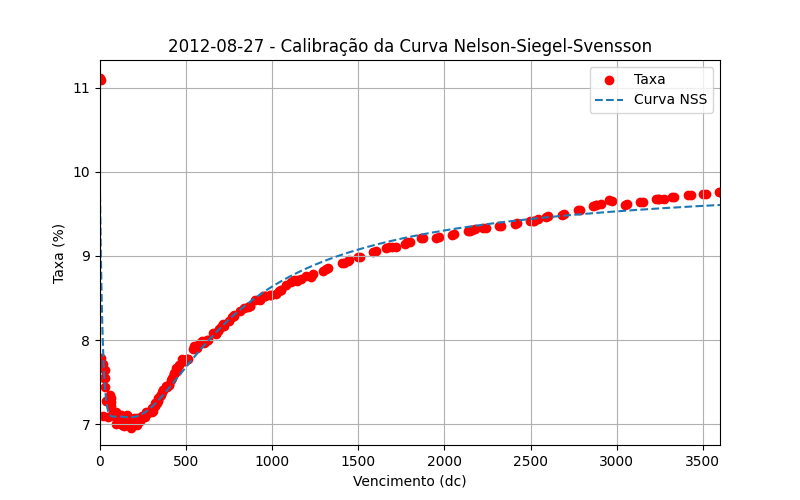 2012-08-27 - Calibração da Curva Nelson-Siegel-Svensson
Taxa
Curva NSS
Taxa (%)
11
10
9
8
7
0 500 1000 1500 2000 2500 3000 3500
Vencimento (dc)